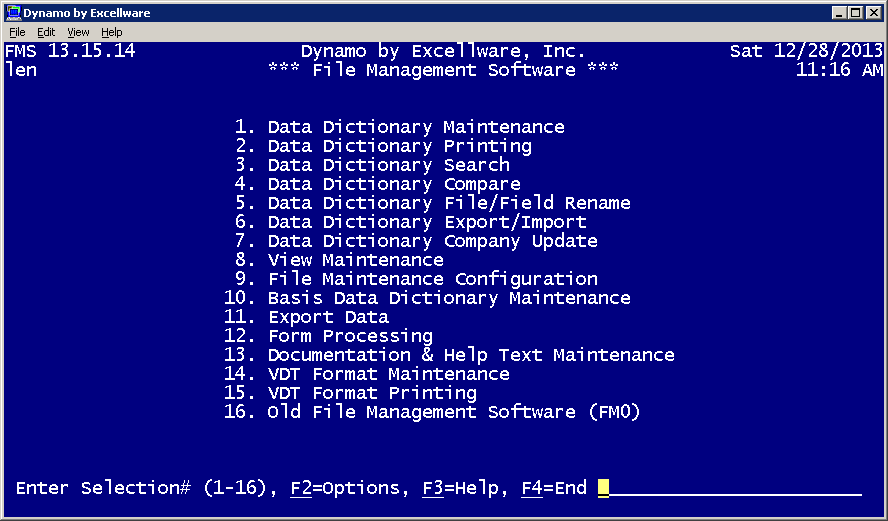 Dynamo by Excellware
File Edit View Help
FMS 13.15.14 Dynamo by Excellware, Inc. Sat 12/28/2013
len *** File Management Software *** 11:16 AM
1. Data Dictionary Maintenance
2. Data Dictionary Printing
3. Data Dictionary Search
4. Data Dictionary Compare
5. Data Dictionary File/Field Rename
6. Data Dictionary Export/Import
7. Data Dictionary Company Update
8. View Maintenance
9. File Maintenance Configuration
10. Basis Data Dictionary Maintenance
11. Export Data
12. Form Processing
13. Documentation & Help Text Maintenance
14. VDT Format Maintenance
15. VDT Format Printing
16. Old File Management Software (FM0)
Enter Selection# (1-16), F2=Options, F3=Help, F4=End